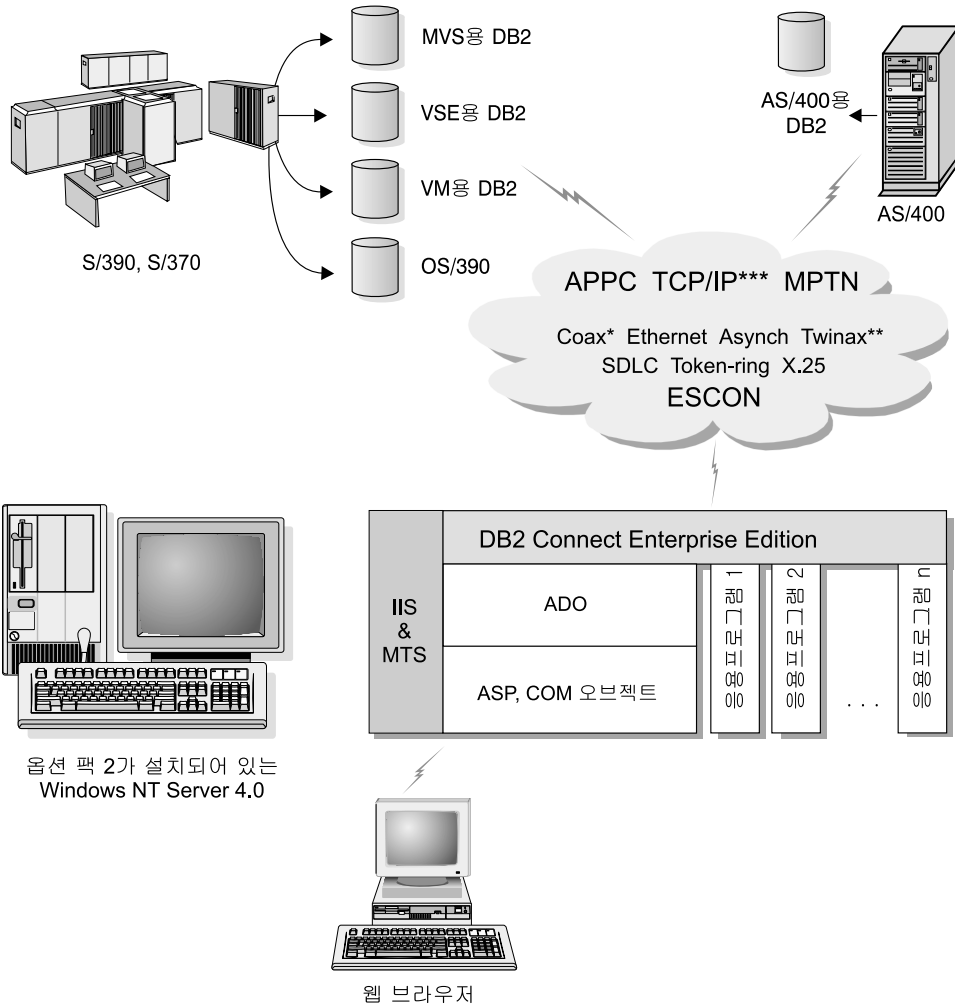 MVS용 DB2
VSE용 DB2
VM용 DB2
OS/390
S/390, S/370
AS/400용
DB2
AS/400
APPC TCP/IP*** MPTN
Coax* Ethernet Asynch Twinax**
SDLC Token-ring X.25
ESCON
DB2 Connect Enterprise Edition
IIS
&
MTS
ADO
ASP, COM 오브젝트
응용프로그램 1
응용프로그램 2
. . .
응용프로그램 n
옵션 팩 2가 설치되어 있는
Windows NT Server 4.0
웹 브라우저